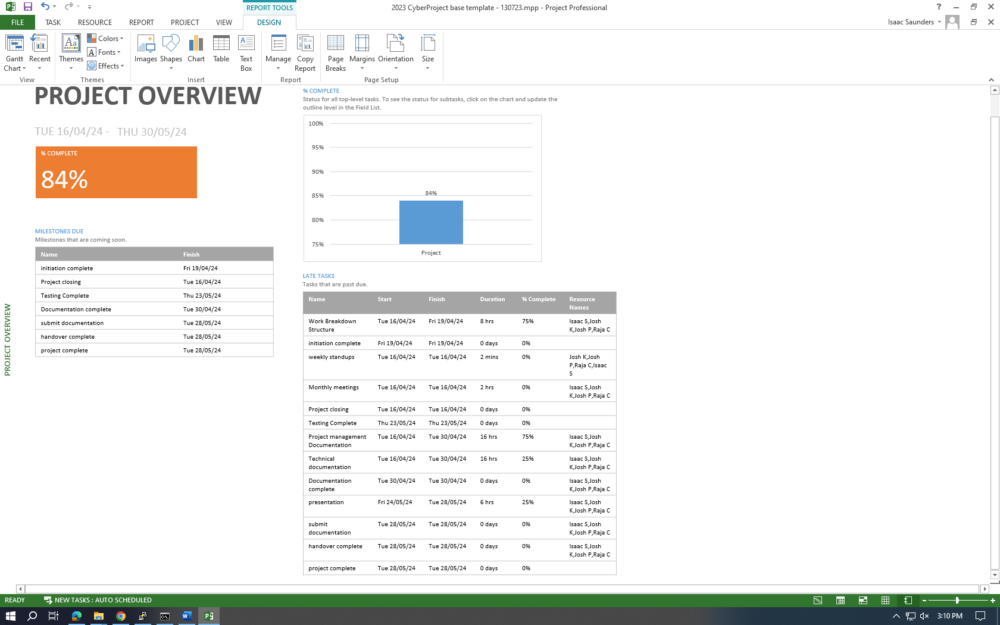 REPORT TOOLS
2023 CyberProject base template - 130723.mpp - Project Professional
FILE TASK RESOURCE REPORT PROJECT VIEW DESIGN
Isaac Saunders
Gantt Chart
Recent
View
Themes
Colors
Fonts
Effects
Themes
Images
Shapes
Chart
Table
Text Box
Insert
Manage
Copy Report
Report
Page Breaks
Margins
Orientation
Size
Page Setup
PROJECT OVERVIEW
PROJECT OVERVIEW
TUE 16/04/24 - THU 30/05/24
% COMPLETE
84%
MILESTONES DUE
Milestones that are coming soon.
Name Finish
initiation complete Fri 19/04/24
Project closing Tue 16/04/24
Testing Complete Thu 23/05/24
Documentation complete Tue 30/04/24
submit documentation Tue 28/05/24
handover complete Tue 28/05/24
project complete Tue 28/05/24
% COMPLETE
Status for all top-level tasks. To see the status for subtasks, click on the chart and update the
outline level in the Field List.
100%
95%
90%
85%
80%
75%
84%
Project
LATE TASKS
Tasks that are past due.
Name Start Finish Duration % Complete Resource Names
Work Breakdown Structure Tue 16/04/24 Fri 19/04/24 8 hrs 75% Isaac S,Josh K,Josh P,Raja C
initiation complete Fri 19/04/24 Fri 19/04/24 0 days 0%
weekly standups Tue 16/04/24 Tue 16/04/24 2 mins 0% Josh K,Josh P,Raja C,Isaac S
Monthly meetings Tue 16/04/24 Tue 16/04/24 2 hrs 0% Isaac S,Josh K,Josh P,Raja C
Project closing Tue 16/04/24 Tue 16/04/24 0 days 0%
Testing Complete Thu 23/05/24 Thu 23/05/24 0 days 0%
Project management Documentation Tue 16/04/24 Tue 30/04/24 16 hrs 75% Isaac S,Josh K,Josh P,Raja C
Technical documentation Tue 16/04/24 Tue 30/04/24 16 hrs 25% Isaac S,Josh K,Josh P,Raja C
Documentation complete Tue 30/04/24 Tue 30/04/24 0 days 0% Isaac S,Josh K,Josh P,Raja C
presentation Fri 24/05/24 Tue 28/05/24 6 hrs 25% Isaac S,Josh K,Josh P,Raja C
submit documentation Tue 28/05/24 Tue 28/05/24 0 days 0% Isaac S,Josh K,Josh P,Raja C
handover complete Tue 28/05/24 Tue 28/05/24 0 days 0% Isaac S,Josh K,Josh P,Raja C
project complete Tue 28/05/24 Tue 28/05/24 0 days 0%
READY NEW TASKS : AUTO SCHEDULED
3:10 PM